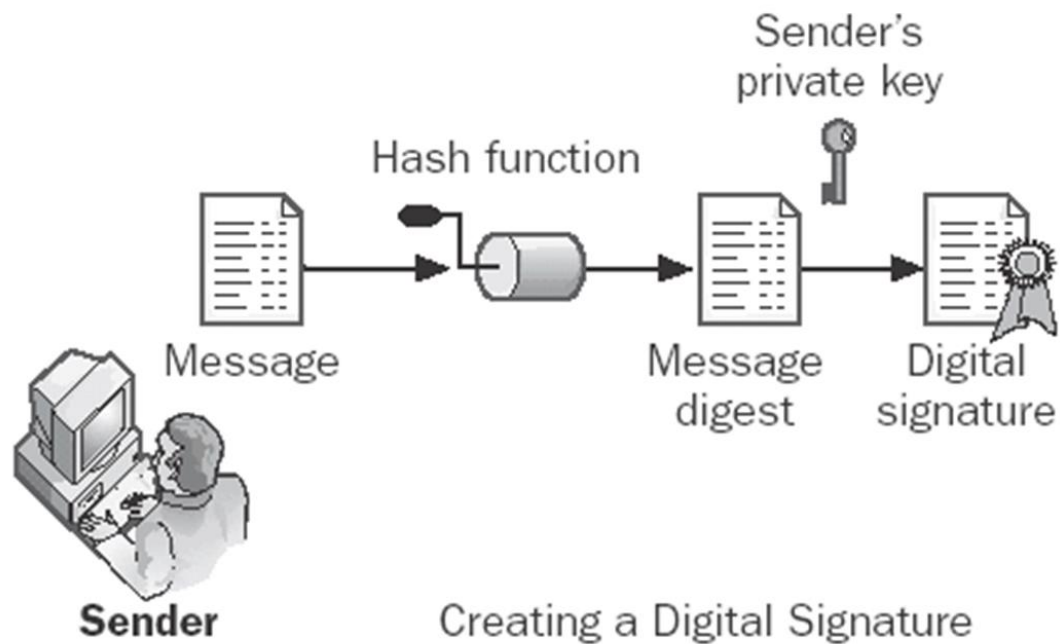 Sender's
private key
Hash function
Message
Message
digest
Digital
signature
Sender
Creating a Digital Signature